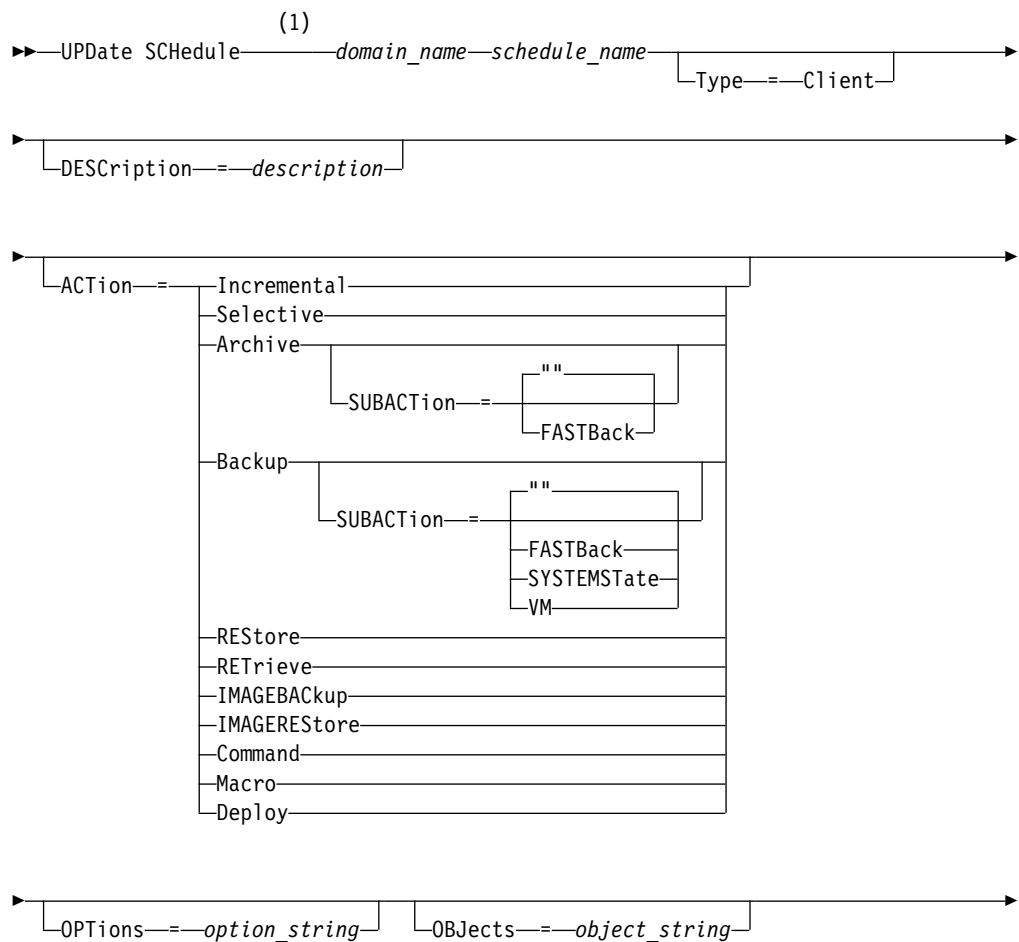 (1)
UPDate SCHedule domain_name schedule_name
Type = Client
DESCription = description
ACTion = Incremental
Selective
Archive
""
SUBACTion =
FASTBack
Backup
""
SUBACTion =
FASTBack
SYSTEMSTate
VM
REStore
RETrieve
IMAGEBACkup
IMAGEREStore
Command
Macro
Deploy
OPTions = option_string OBJects = object_string